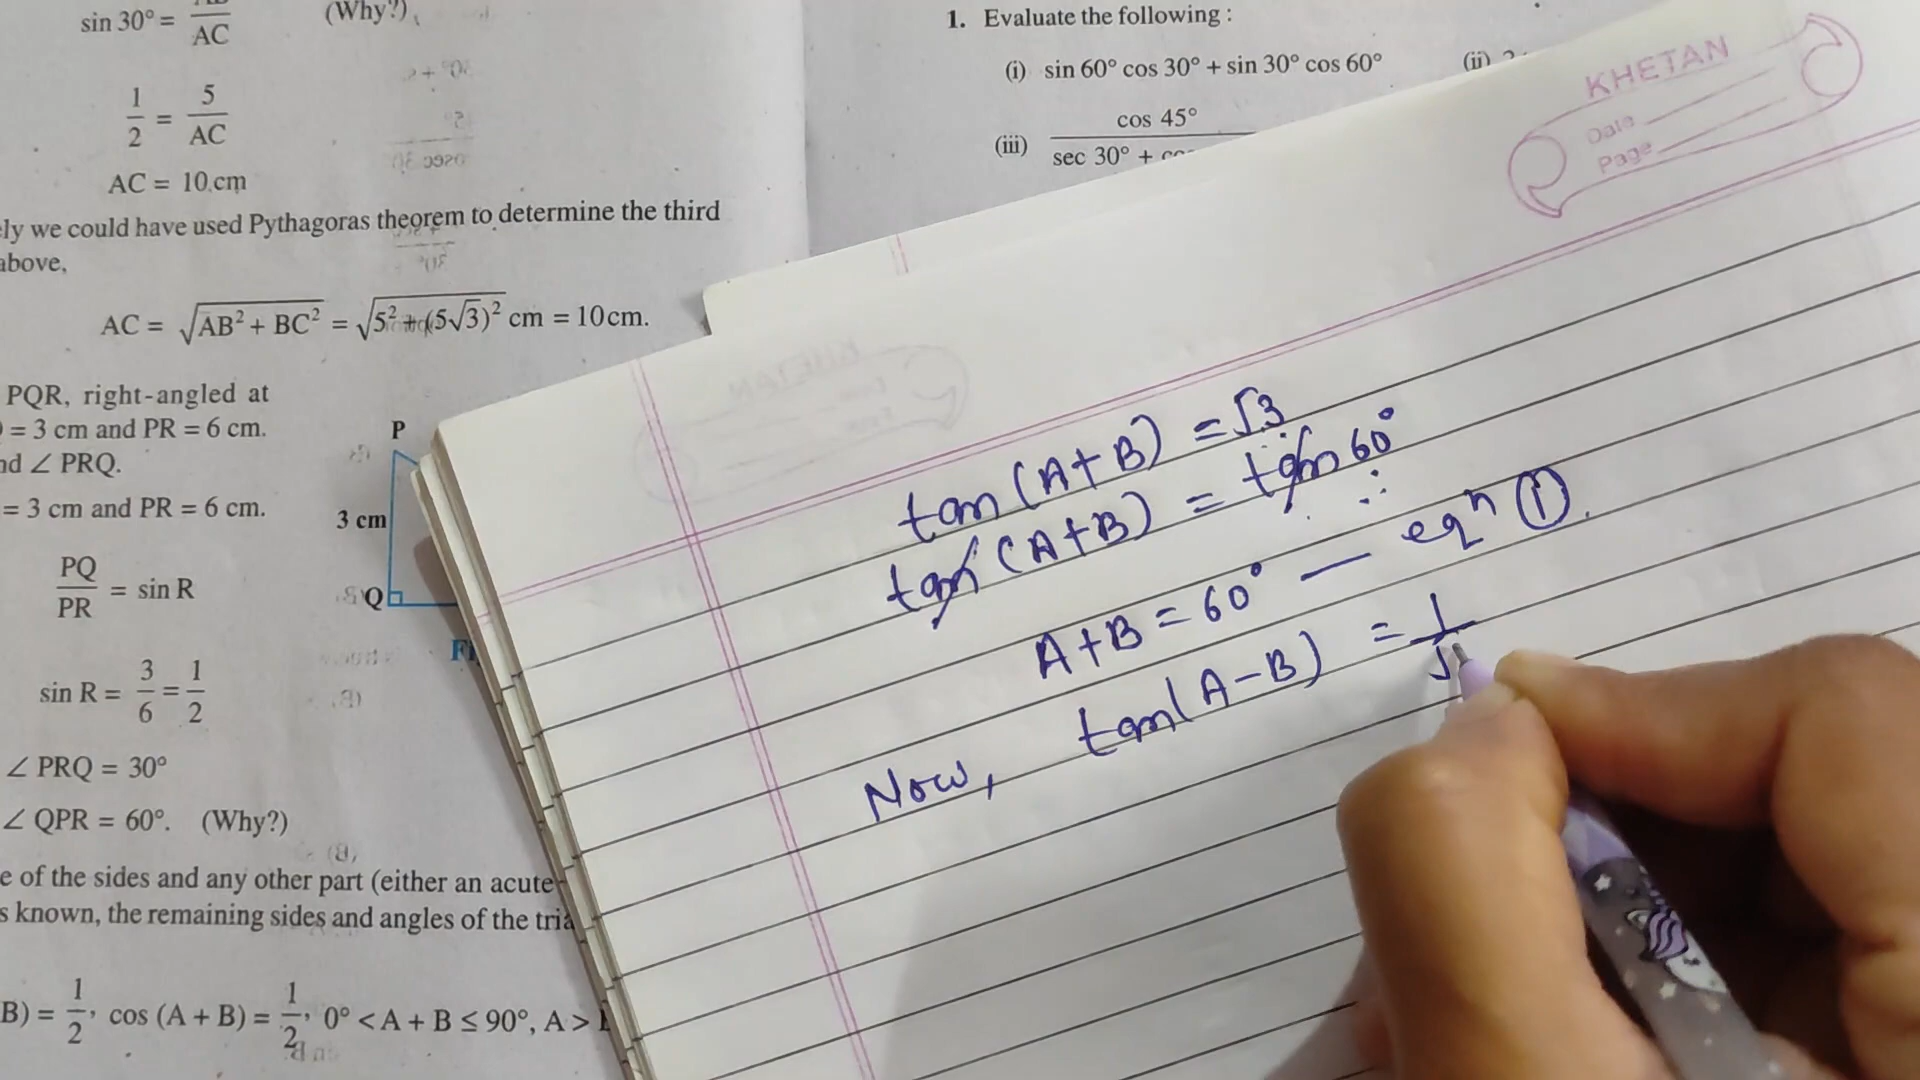 sin 30° = AC
(Why?)
1/2 = 5/AC
AC = 10 cm
ly we could have used Pythagoras theorem to determine the third
above,
AC = √(AB² + BC²) = √(5² + (5√3)²) cm = 10cm.
PQR, right-angled at
= 3 cm and PR = 6 cm.
∠ PRQ.
= 3 cm and PR = 6 cm.
PQ/PR = sin R
sin R = 3/6 = 1/2
∠ PRQ = 30°
∠ QPR = 60°. (Why?)
e of the sides and any other part (either an acute
s known, the remaining sides and angles of the
B) = 1/2, cos (A + B) = 1/2, 0° < A + B ≤ 90°, A >
P
3 cm
Q
1. Evaluate the following :
(i) sin 60° cos 30° + sin 30° cos 60°
(ii)
(iii) cos 45°
sec 30° +
KHETAN
Date
Page
tan (A+B) = √3
tan (A+B) = tan 60°
A+B = 60° — eqⁿ ①.
Now, tan(A-B) = 1/√